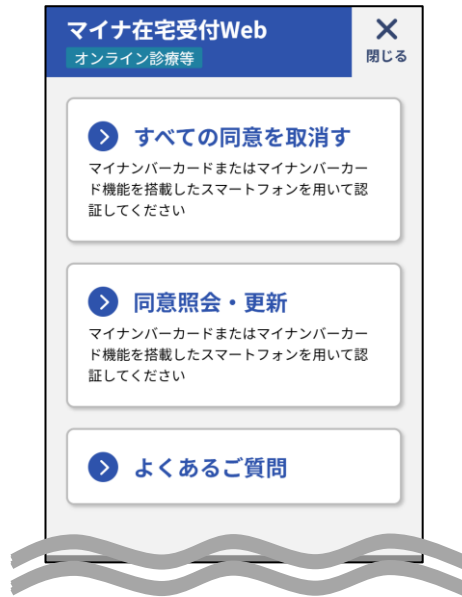 マイナ在宅受付Web
オンライン診療等
閉じる
すべての同意を取消す
マイナンバーカードまたはマイナンバーカー
ド機能を搭載したスマートフォンを用いて認
証してください
同意照会・更新
マイナンバーカードまたはマイナンバーカー
ド機能を搭載したスマートフォンを用いて認
証してください
よくあるご質問